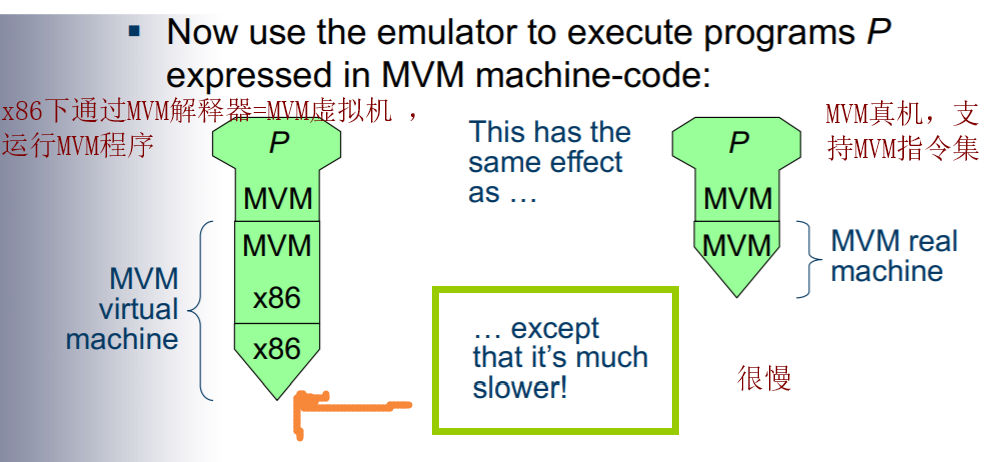 Now use the emulator to execute programs P
expressed in MVM machine-code:
x86下通过MVM解释器=MVM虚拟机 ，
运行MVM程序
P
MVM
MVM
x86
x86
MVM
virtual
machine
This has the
same effect
as …
… except
that it's much
slower!
P
MVM
MVM
MVM real
machine
MVM真机，支
持MVM指令集
很慢